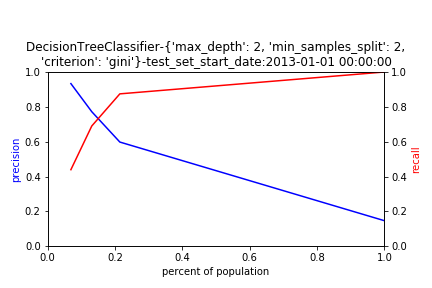 DecisionTreeClassifier-{'max_depth': 2, 'min_samples_split': 2,
'criterion': 'gini'}-test_set_start_date:2013-01-01 00:00:00
1.0
0.8
0.6
0.4
0.2
0.0
precision
1.0
0.8
0.6
0.4
0.2
0.0
recall
0.0 0.2 0.4 0.6 0.8 1.0
percent of population